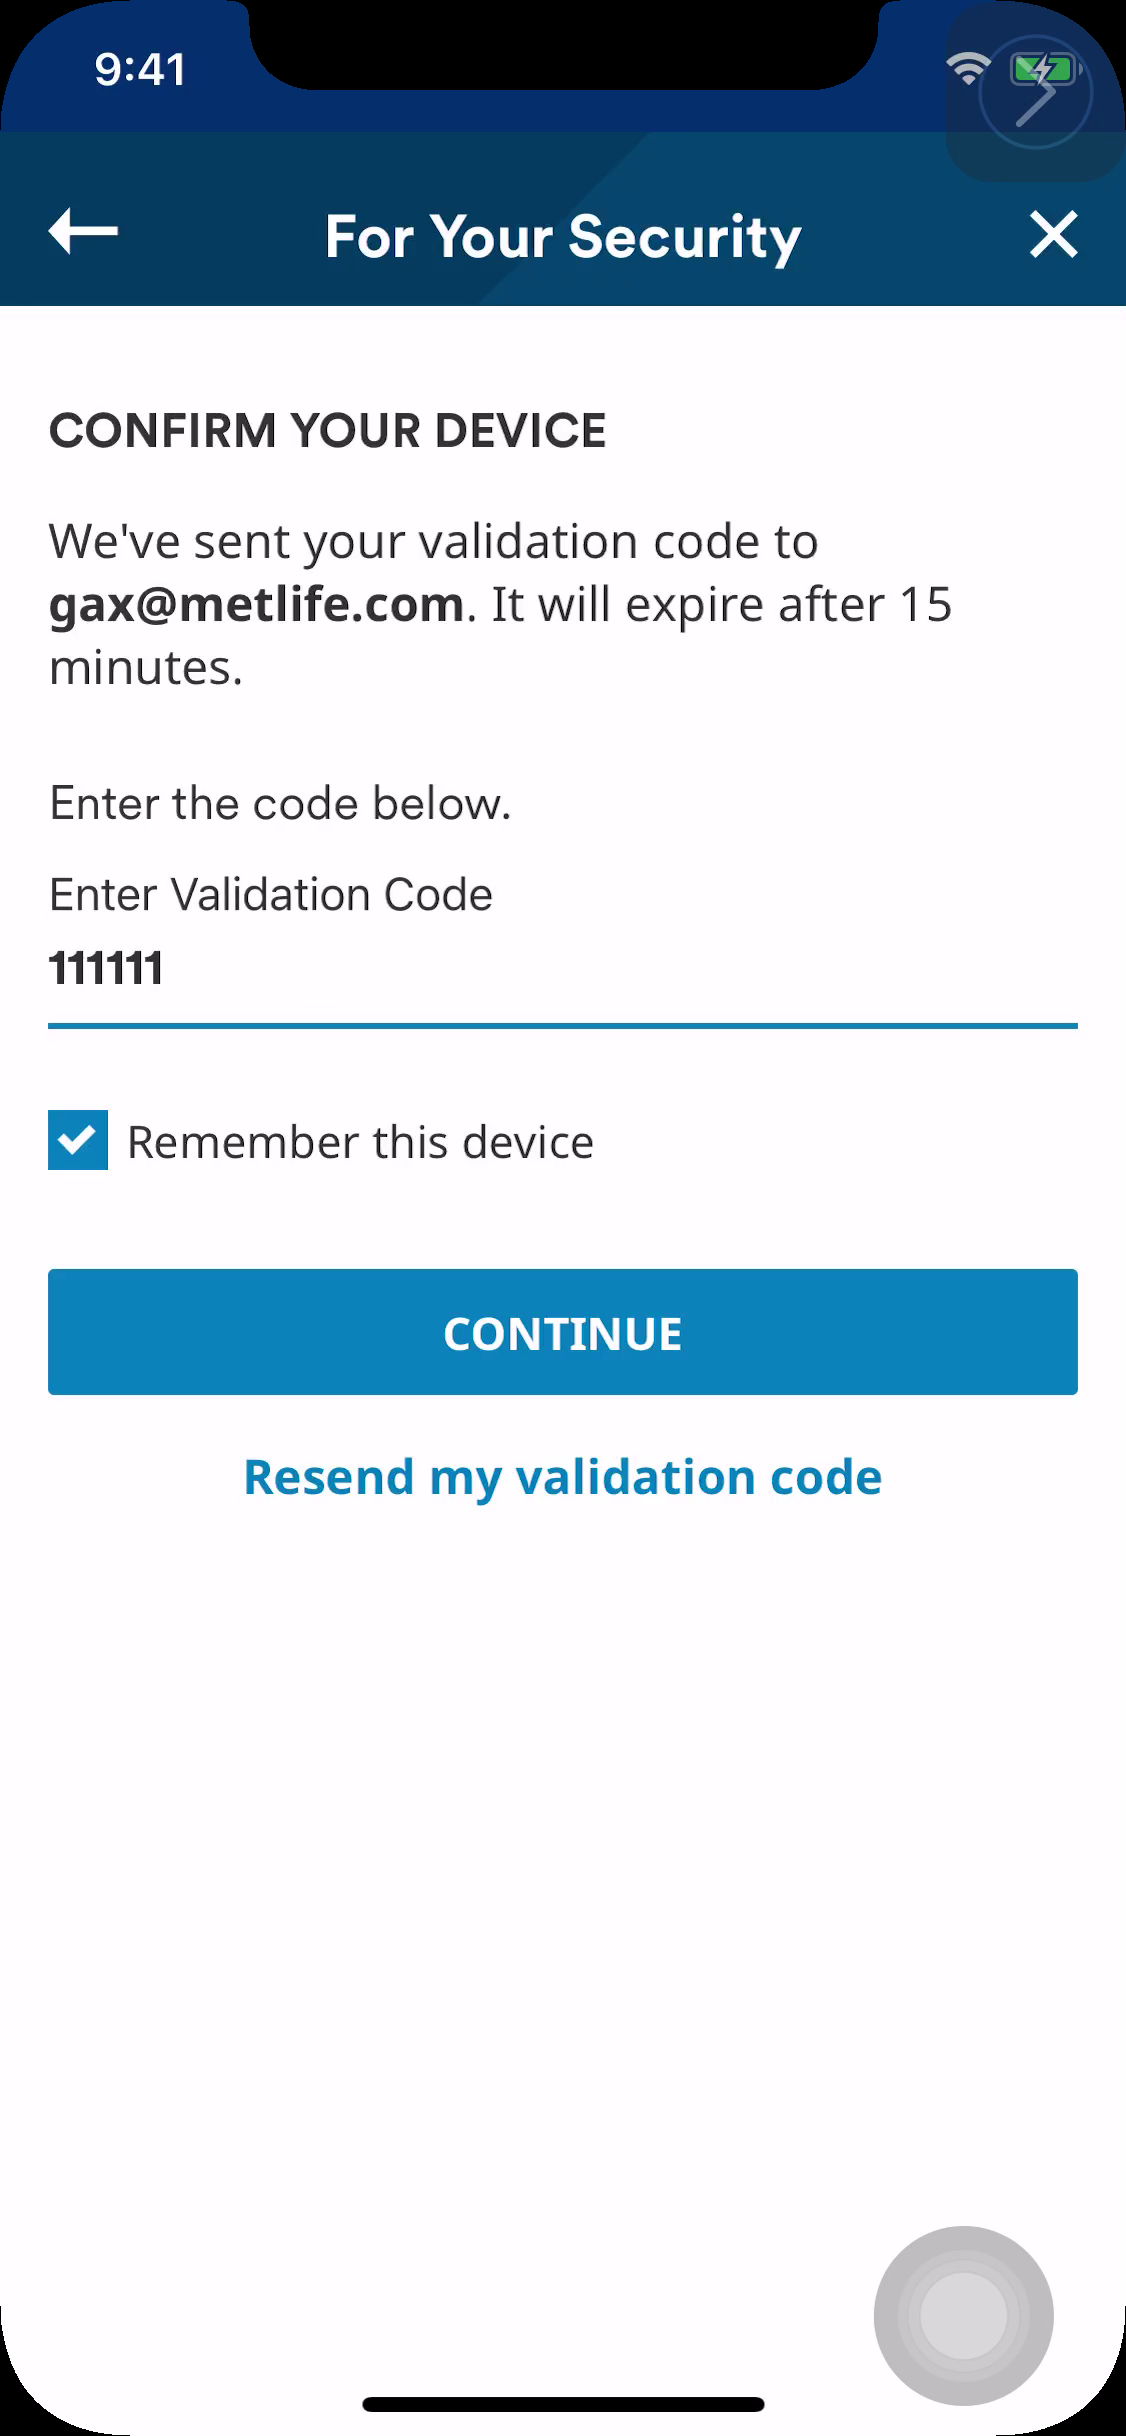 9:41
For Your Security
CONFIRM YOUR DEVICE
We've sent your validation code to
gax@metlife.com. It will expire after 15
minutes.
Enter the code below.
Enter Validation Code
111111
Remember this device
CONTINUE
Resend my validation code